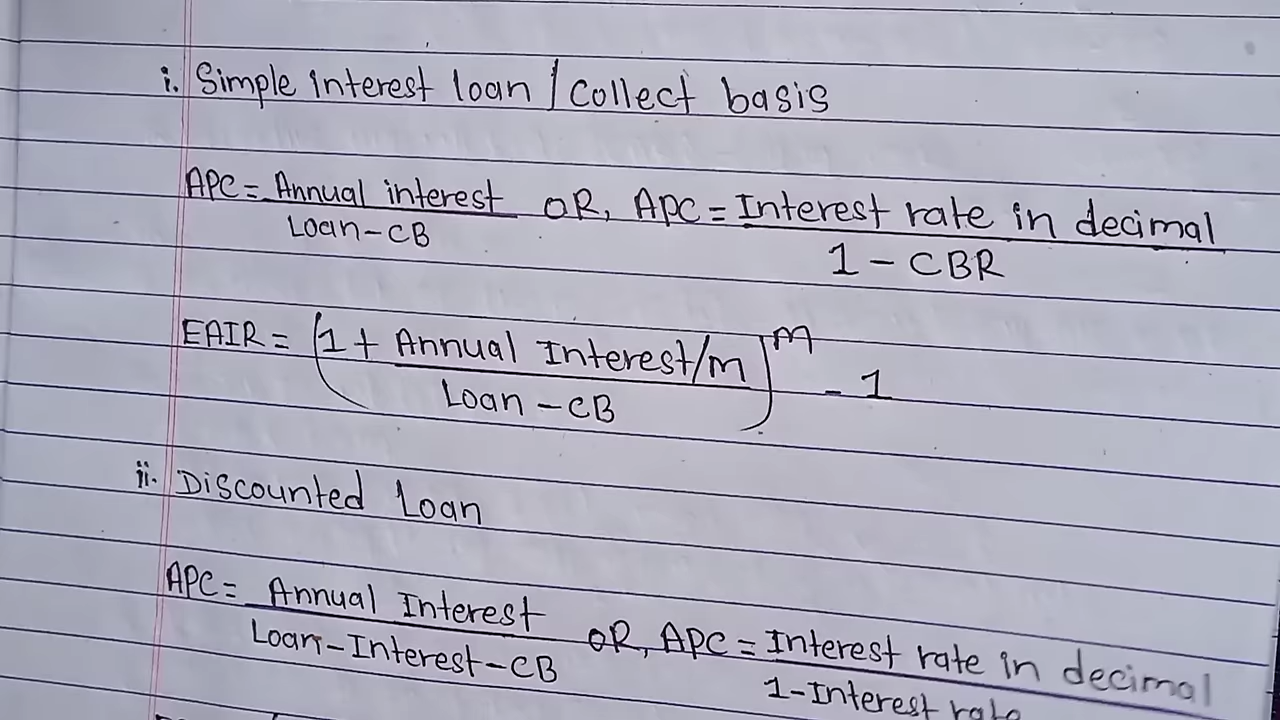 i. Simple interest loan / collect basis
APC = Annual interest / Loan - CB OR, APC = Interest rate in decimal / 1 - CBR
EAIR = (1 + Annual Interest/m / Loan - CB)^m - 1
ii. Discounted Loan
APC = Annual Interest / Loan - Interest - CB OR, APC = Interest rate in decimal / 1 - Interest rate